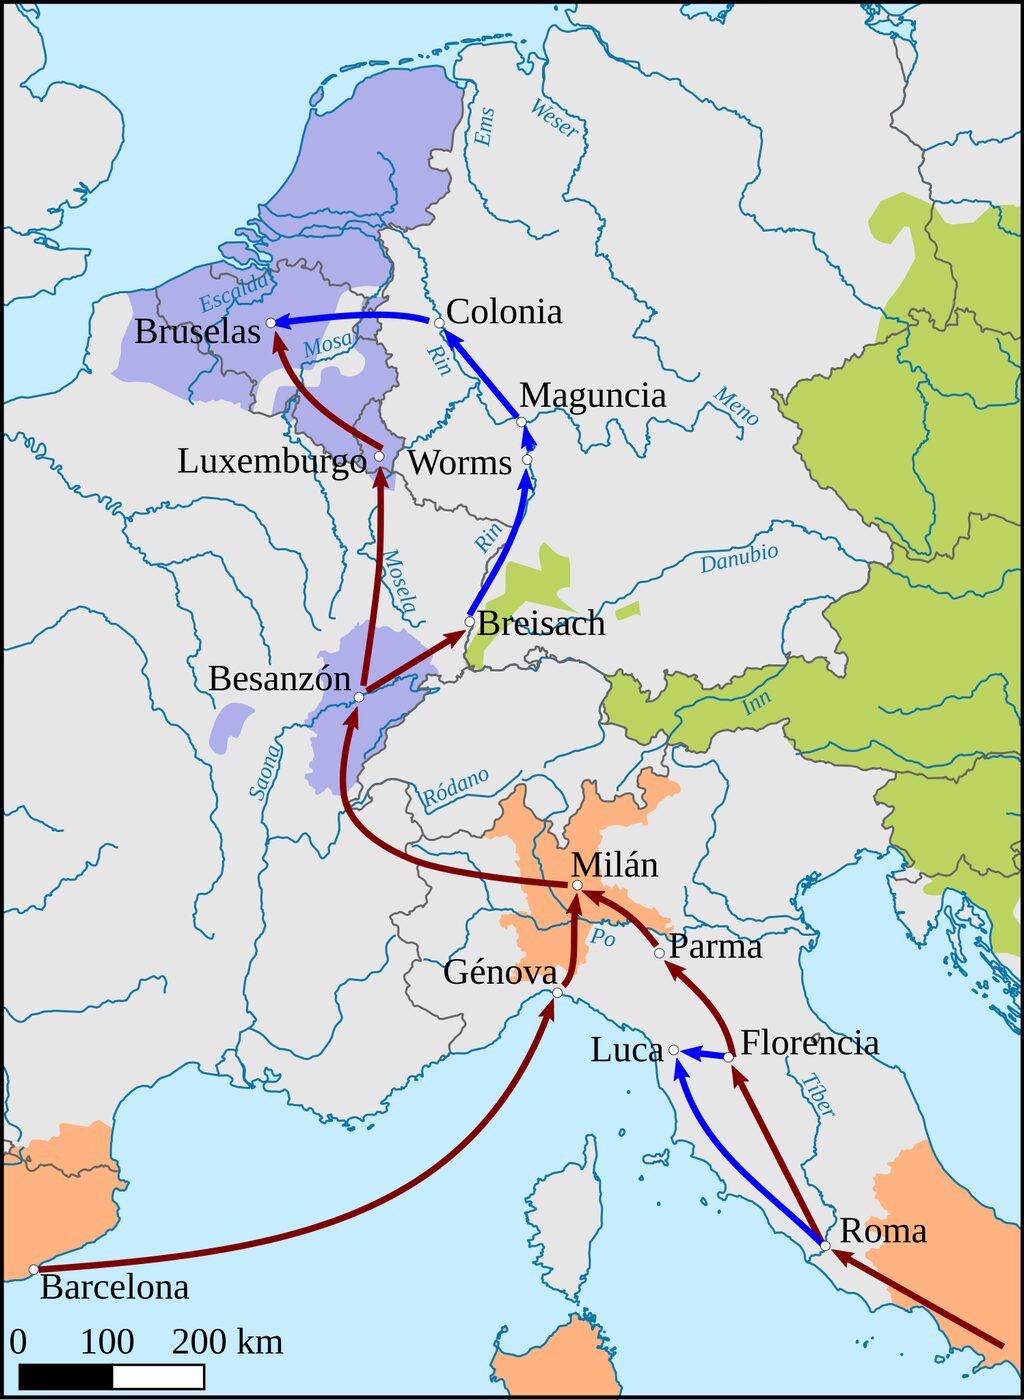 Ems
Weser
Escalda
Colonia
Bruselas
Mosa
Rin
Maguncia
Meno
Luxemburgo
Worms
Rin
Danubio
Mosela
Breisach
Besanzón
Inn
Saona
Ródano
Milán
Po
Parma
Génova
Luca
Florencia
Tíber
Roma
Barcelona
0 100 200 km